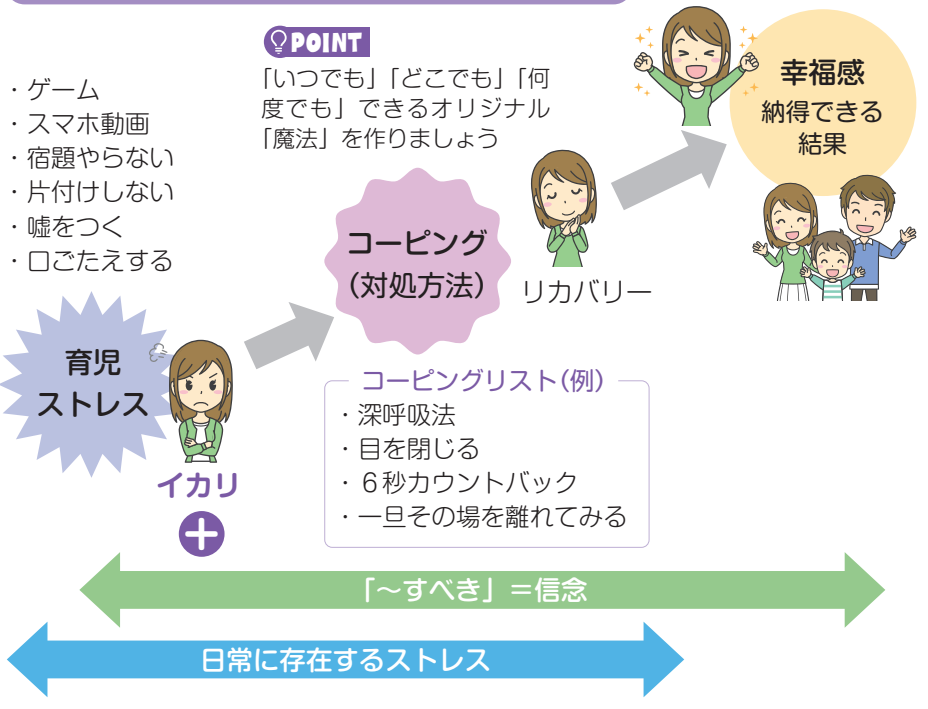 POINT
「いつでも」「どこでも」「何
度でも」できるオリジナル
「魔法」を作りましょう
・ゲーム
・スマホ動画
・宿題やらない
・片付けしない
・嘘をつく
・口ごたえする
育児
ストレス
イカリ
コーピング
(対処方法)
リカバリー
幸福感
納得できる
結果
コーピングリスト(例)
・深呼吸法
・目を閉じる
・６秒カウントバック
・一旦その場を離れてみる
「〜すべき」＝信念
日常に存在するストレス